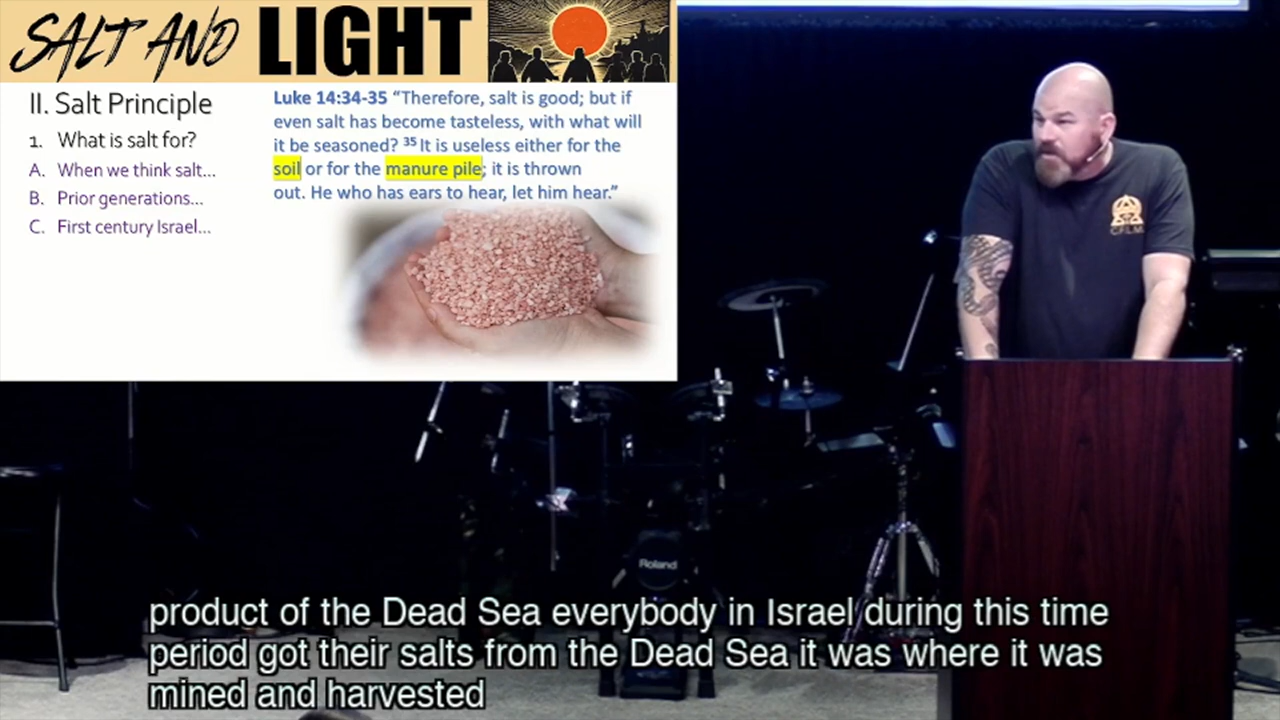 SALT AND LIGHT
II. Salt Principle
1. What is salt for?
A. When we think salt...
B. Prior generations...
C. First century Israel...
Luke 14:34-35 “Therefore, salt is good; but if
even salt has become tasteless, with what will
it be seasoned? 35 It is useless either for the
soil or for the manure pile; it is thrown
out. He who has ears to hear, let him hear.”
CFLM
Roland
product of the Dead Sea everybody in Israel during this time
period got their salts from the Dead Sea it was where it was
mined and harvested